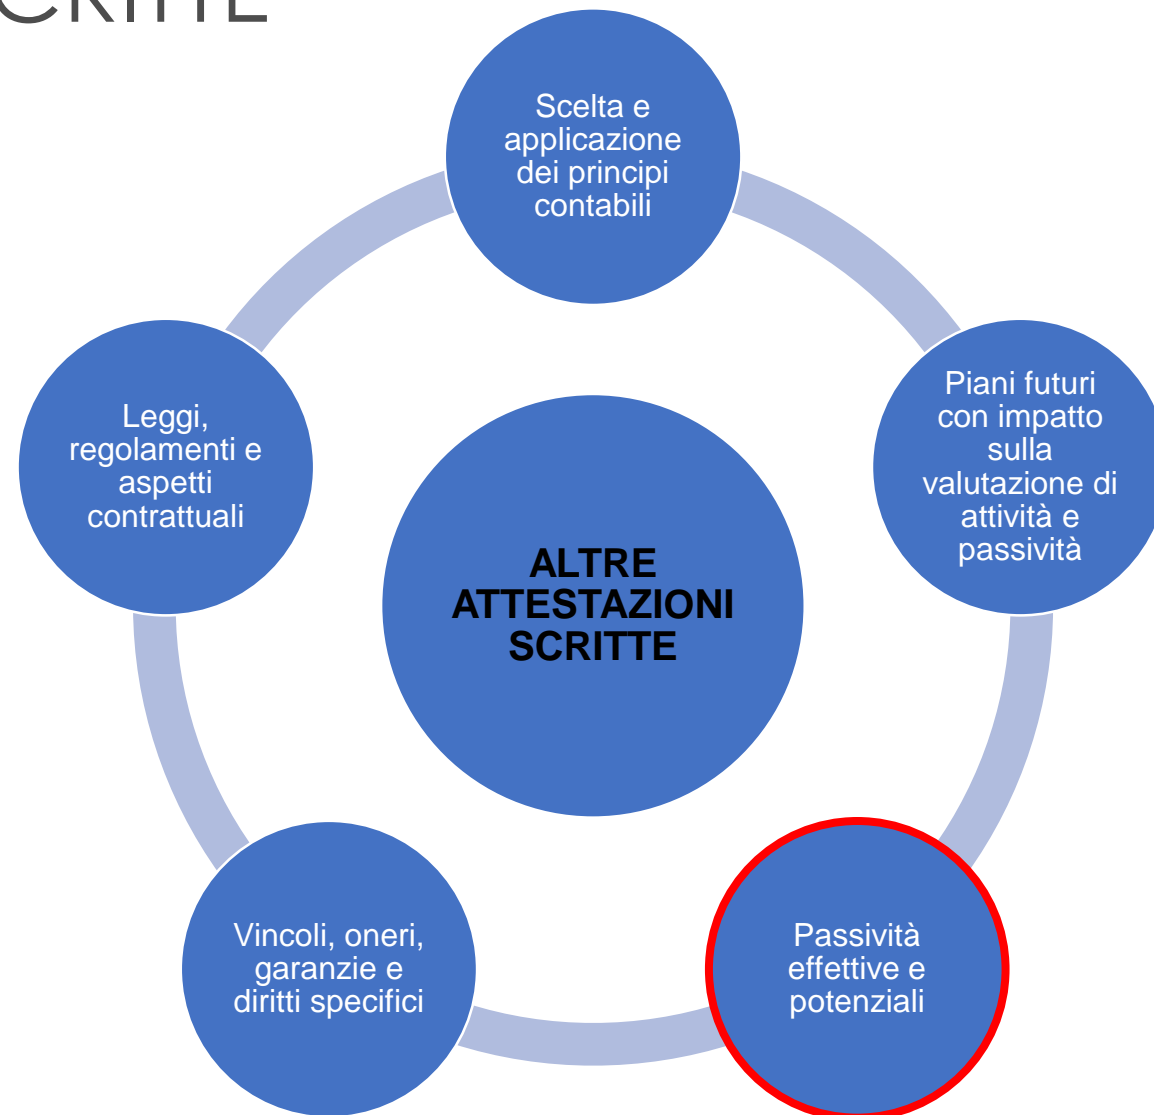 Scelta e
applicazione
dei principi
contabili
Piani futuri
con impatto
sulla
valutazione di
attività e
passività
Leggi,
regolamenti e
aspetti
contrattuali
ALTRE
ATTESTAZIONI
SCRITTE
Vincoli, oneri,
garanzie e
diritti specifici
Passività
effettive e
potenziali